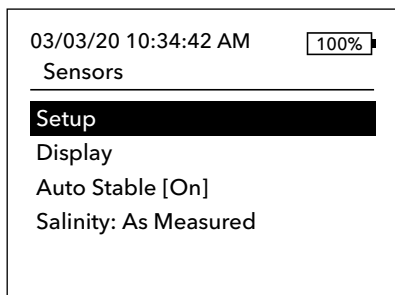 03/03/20 10:34:42 AM 100%
Sensors
Setup
Display
Auto Stable [On]
Salinity: As Measured